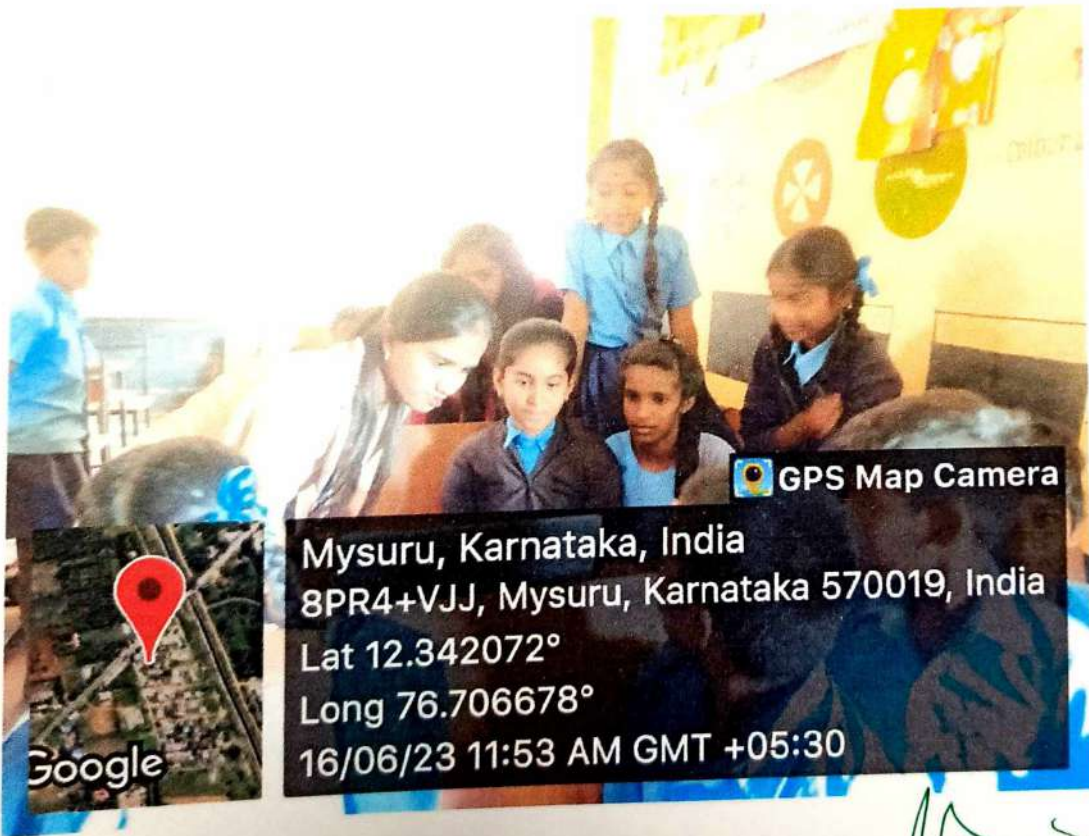 GPS Map Camera
Mysuru, Karnataka, India
8PR4+VJJ, Mysuru, Karnataka 570019, India
Lat 12.342072°
Long 76.706678°
16/06/23 11:53 AM GMT +05:30
Google